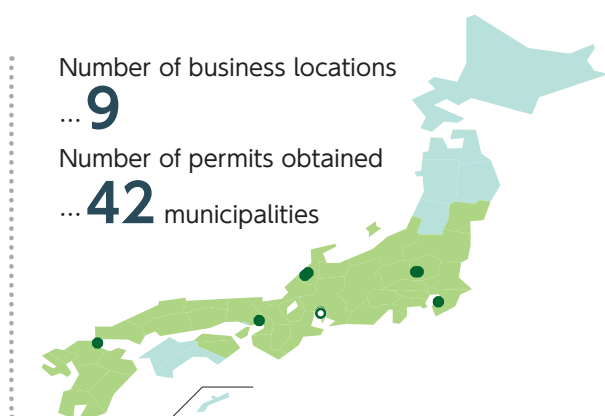 Number of business locations
... 9
Number of permits obtained
... 42 municipalities